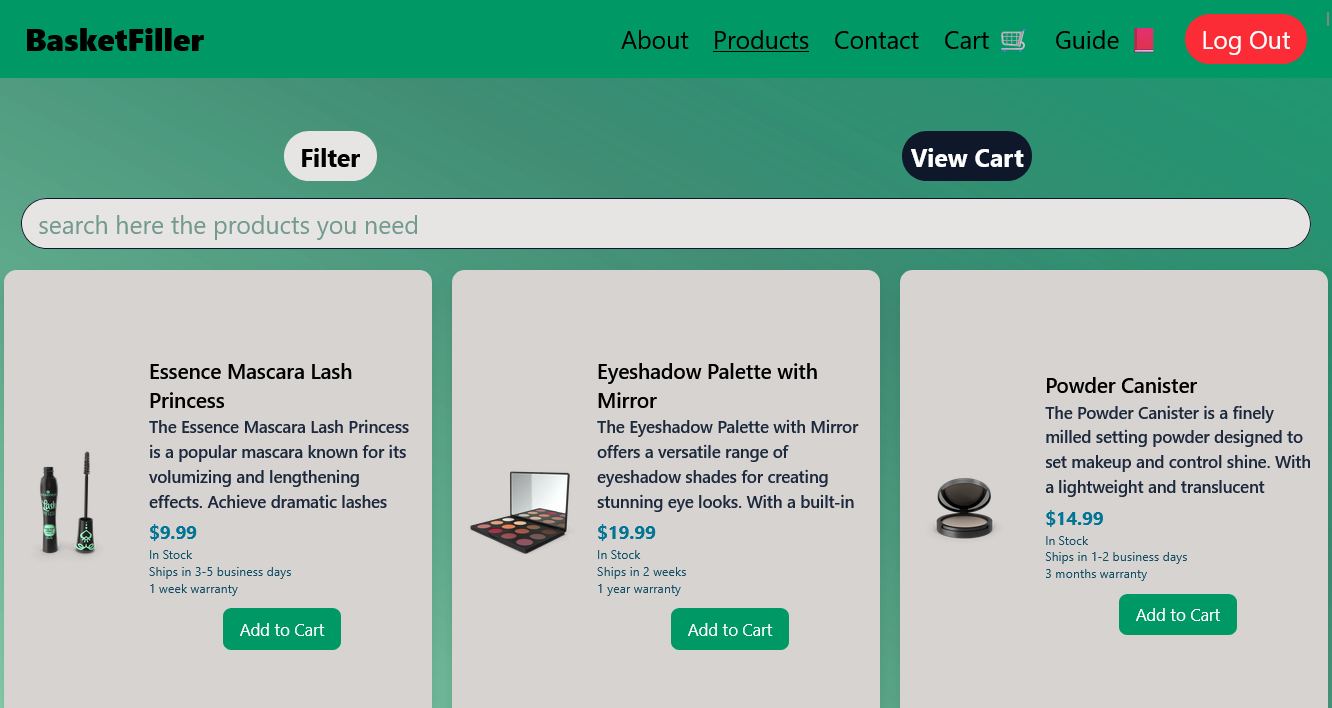 BasketFiller
About Products Contact Cart 🛒 Guide 📕 Log Out
Filter
View Cart
search here the products you need
Essence Mascara Lash
Princess
The Essence Mascara Lash Princess
is a popular mascara known for its
volumizing and lengthening
effects. Achieve dramatic lashes
$9.99
In Stock
Ships in 3-5 business days
1 week warranty
Add to Cart
Eyeshadow Palette with
Mirror
The Eyeshadow Palette with Mirror
offers a versatile range of
eyeshadow shades for creating
stunning eye looks. With a built-in
$19.99
In Stock
Ships in 2 weeks
1 year warranty
Add to Cart
Powder Canister
The Powder Canister is a finely
milled setting powder designed to
set makeup and control shine. With
a lightweight and translucent
$14.99
In Stock
Ships in 1-2 business days
3 months warranty
Add to Cart